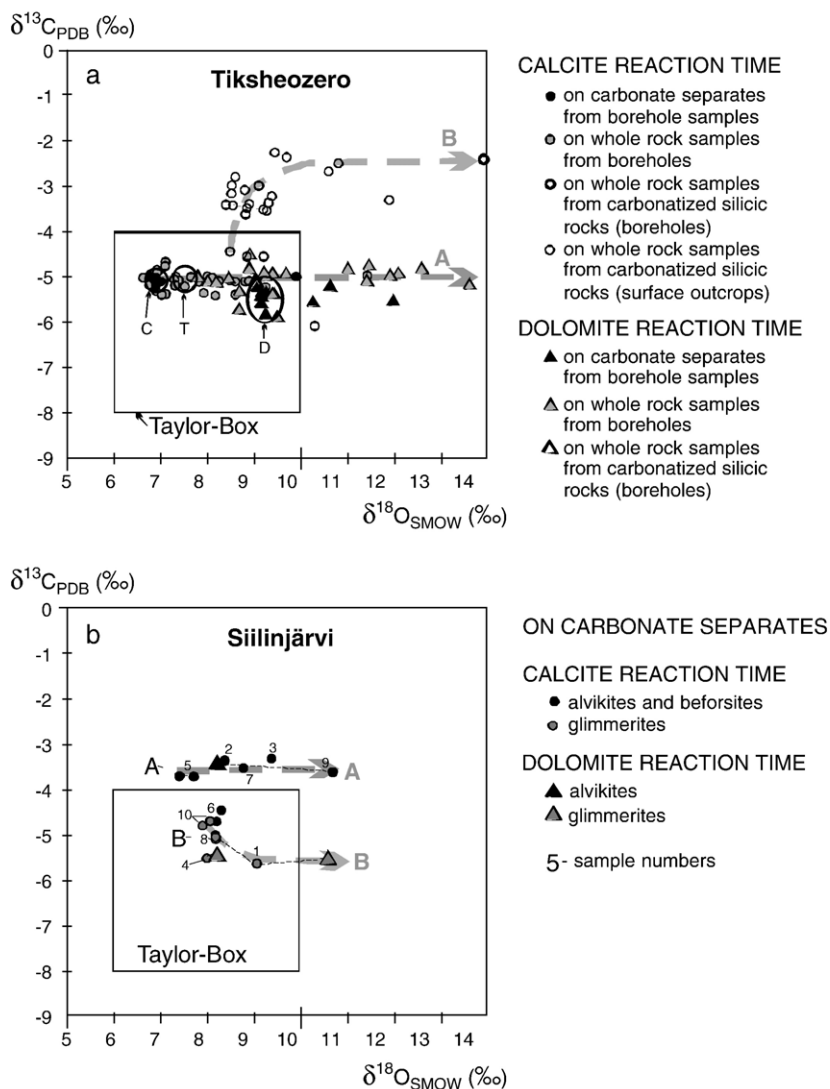 δ13CPDB (‰)
0
-1
-2
-3
-4
-5
-6
-7
-8
-9
a
Tiksheozero
B
A
C
T
D
Taylor-Box
5 6 7 8 9 10 11 12 13 14
δ18OSMOW (‰)
CALCITE REACTION TIME
on carbonate separates
from borehole samples
on whole rock samples
from boreholes
on whole rock samples
from carbonatized silicic
rocks (boreholes)
on whole rock samples
from carbonatized silicic
rocks (surface outcrops)
DOLOMITE REACTION TIME
on carbonate separates
from borehole samples
on whole rock samples
from boreholes
on whole rock samples
from carbonatized silicic
rocks (boreholes)
δ13CPDB (‰)
0
-1
-2
-3
-4
-5
-6
-7
-8
-9
b
Siilinjärvi
2
3
A
5
7
9
A
6
10
B
8
4
1
B
Taylor-Box
5 6 7 8 9 10 11 12 13 14
δ18OSMOW (‰)
ON CARBONATE SEPARATES
CALCITE REACTION TIME
alvikites and beforsites
glimmerites
DOLOMITE REACTION TIME
alvikites
glimmerites
5- sample numbers